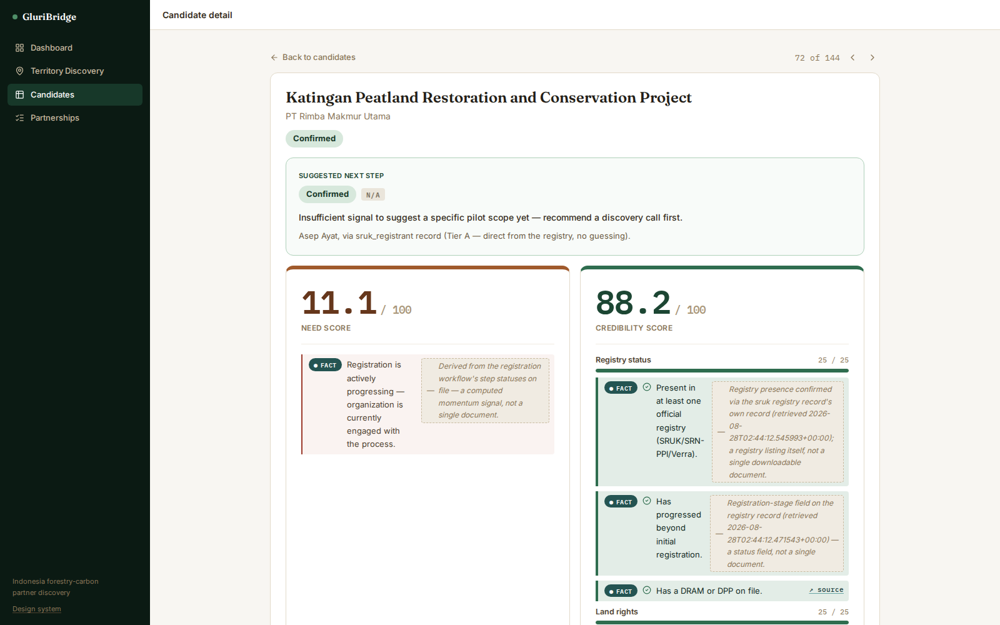 GluriBridge
Dashboard
Territory Discovery
Candidates
Partnerships
Indonesia forestry-carbon
partner discovery
Design system
Candidate detail
← Back to candidates
72 of 144
Katingan Peatland Restoration and Conservation Project
PT Rimba Makmur Utama
Confirmed
SUGGESTED NEXT STEP
Confirmed N/A
Insufficient signal to suggest a specific pilot scope yet — recommend a discovery call first.
Asep Ayat, via sruk_registrant record (Tier A — direct from the registry, no guessing).
11.1 / 100
NEED SCORE
● FACT
Registration is
actively
progressing —
organization is
currently
engaged with
the process.
—
Derived from the registration
workflow's step statuses on
file — a computed
momentum signal, not a
single document.
88.2 / 100
CREDIBILITY SCORE
Registry status 25 / 25
● FACT
Present in
at least one
official
registry
(SRUK/SRN-
PPI/Verra).
—
Registry presence confirmed
via the sruk registry record's
own record (retrieved 2026-
08-
28T02:44:12.545993+00:00);
a registry listing itself, not a
single downloadable
document.
● FACT
Has
progressed
beyond
initial
registration.
—
Registration-stage field on the
registry record (retrieved
2026-08-
28T02:44:12.471543+00:00) —
a status field, not a single
document.
● FACT Has a DRAM or DPP on file. ↗ source
Land rights 25 / 25